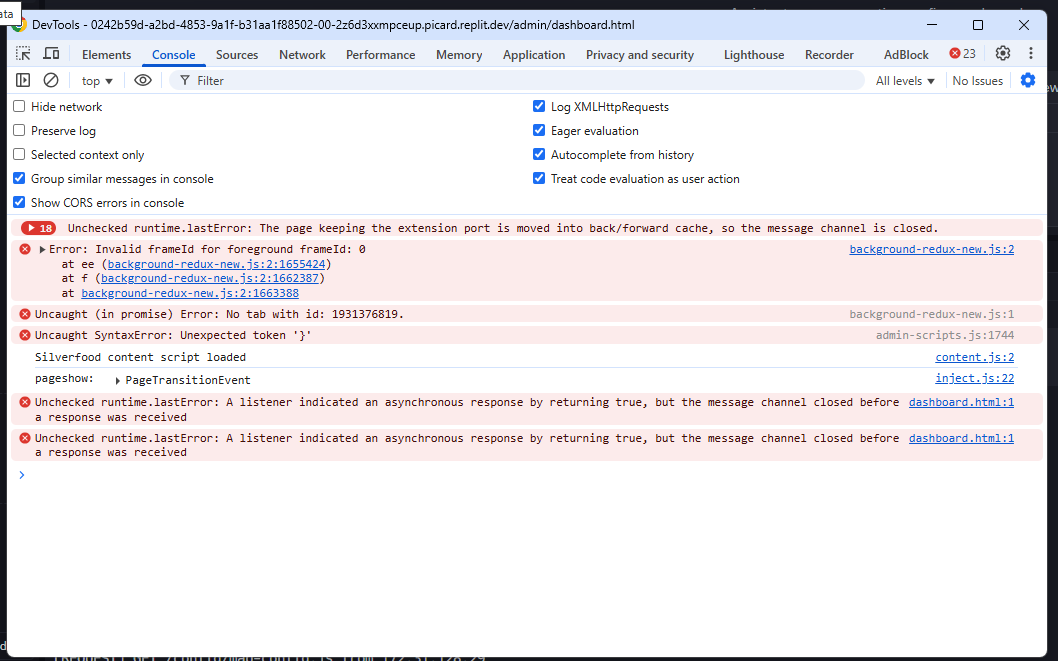 ata
DevTools - 0242b59d-a2bd-4853-9a1f-b31aa1f88502-00-2z6d3xxmpceup.picard.replit.dev/admin/dashboard.html
Elements Console Sources Network Performance Memory Application Privacy and security Lighthouse Recorder AdBlock 23
top Filter All levels No Issues
Hide network Log XMLHttpRequests
Preserve log Eager evaluation
Selected context only Autocomplete from history
Group similar messages in console Treat code evaluation as user action
Show CORS errors in console
18 Unchecked runtime.lastError: The page keeping the extension port is moved into back/forward cache, so the message channel is closed.
Error: Invalid frameId for foreground frameId: 0 background-redux-new.js:2
at ee (background-redux-new.js:2:1655424)
at f (background-redux-new.js:2:1662387)
at background-redux-new.js:2:1663388
Uncaught (in promise) Error: No tab with id: 1931376819. background-redux-new.js:1
Uncaught SyntaxError: Unexpected token '}' admin-scripts.js:1744
Silverfood content script loaded content.js:2
pageshow: PageTransitionEvent inject.js:22
Unchecked runtime.lastError: A listener indicated an asynchronous response by returning true, but the message channel closed before dashboard.html:1
a response was received
Unchecked runtime.lastError: A listener indicated an asynchronous response by returning true, but the message channel closed before dashboard.html:1
a response was received